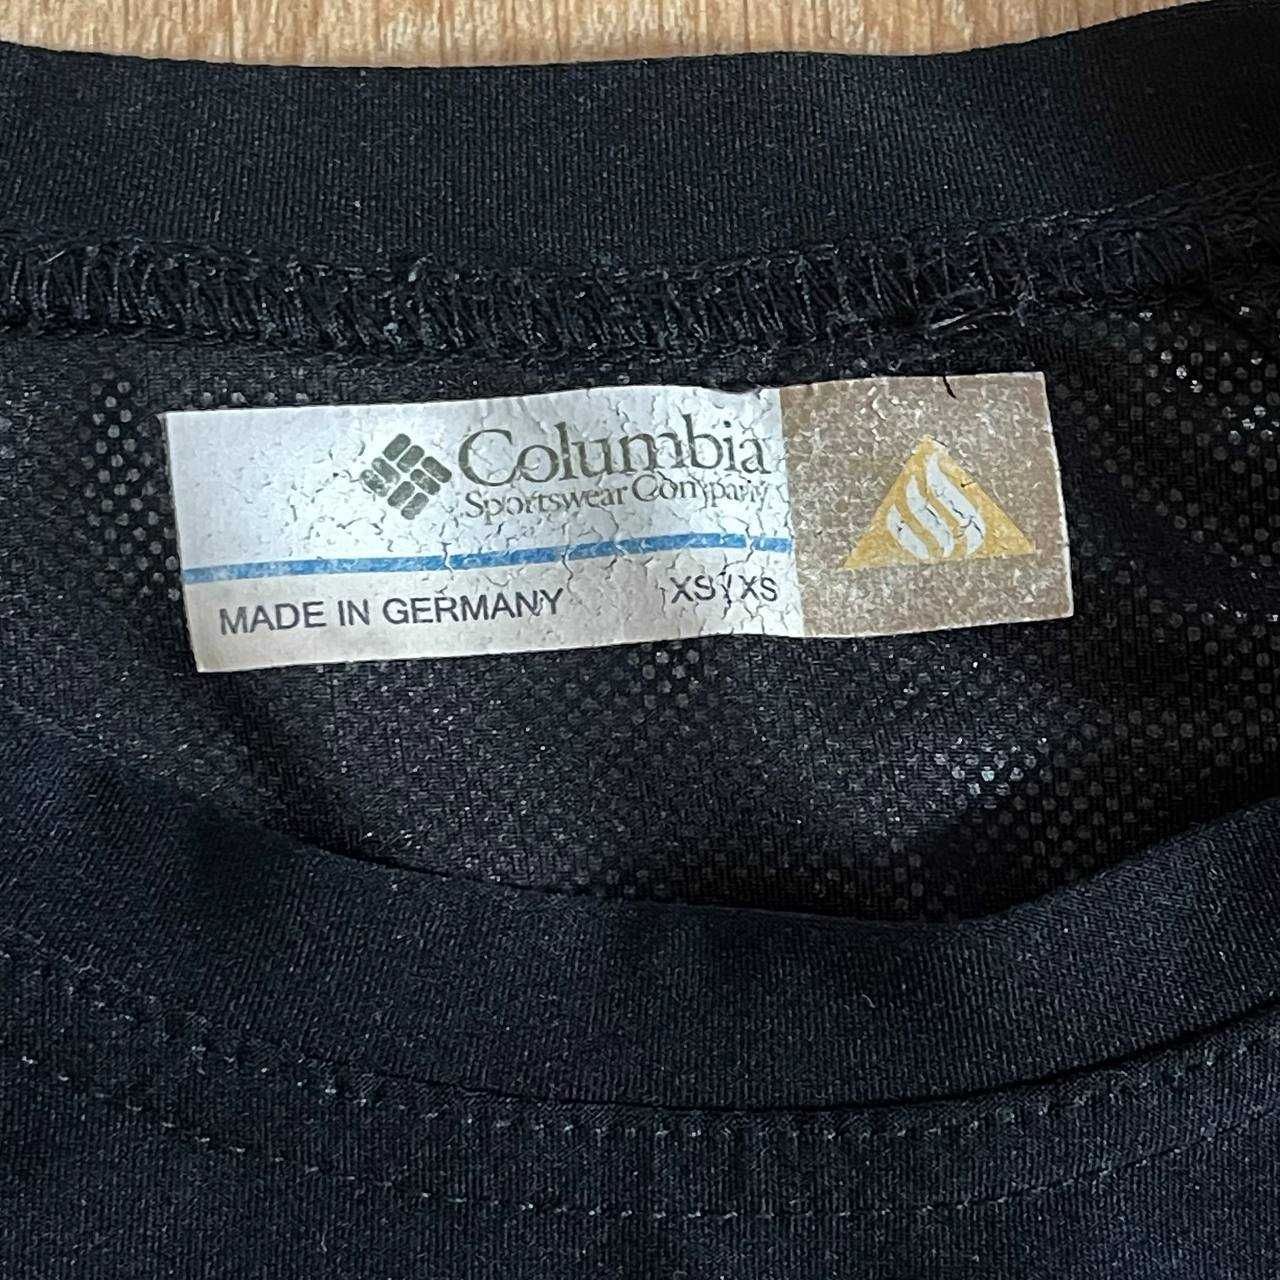 Columbia
Sportswear Company
MADE IN GERMANY XS / XS